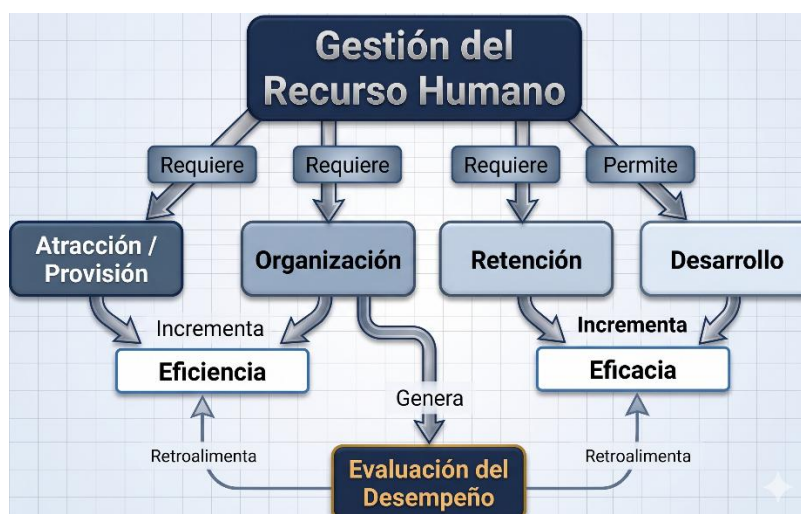 Gestión del
Recurso Humano
Requiere
Requiere
Requiere
Permite
Atracción /
Provisión
Organización
Retención
Desarrollo
Incrementa
Incrementa
Eficiencia
Eficacia
Genera
Retroalimenta
Retroalimenta
Evaluación del
Desempeño